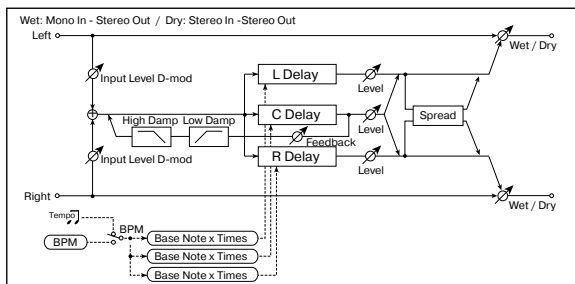 Wet: Mono In - Stereo Out / Dry: Stereo In -Stereo Out
Left
Wet / Dry
L Delay
Level
Input Level D-mod
High Damp
Low Damp
C Delay
Level
Spread
Feedback
R Delay
Level
Input Level D-mod
Right
Wet / Dry
Tempo
BPM
BPM
Base Note x Times
Base Note x Times
Base Note x Times